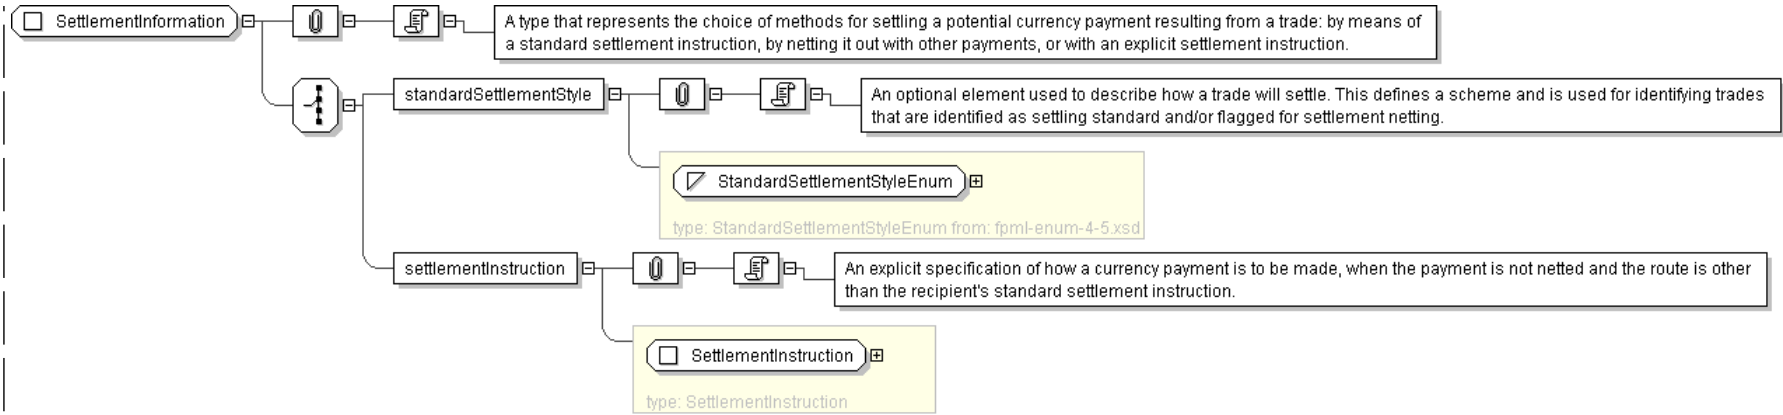 SettlementInformation
A type that represents the choice of methods for settling a potential currency payment resulting from a trade: by means of
a standard settlement instruction, by netting it out with other payments, or with an explicit settlement instruction.
standardSettlementStyle
An optional element used to describe how a trade will settle. This defines a scheme and is used for identifying trades
that are identified as settling standard and/or flagged for settlement netting.
StandardSettlementStyleEnum
type: StandardSettlementStyleEnum from: fpml-enum-4-5.xsd
settlementInstruction
An explicit specification of how a currency payment is to be made, when the payment is not netted and the route is other
than the recipient's standard settlement instruction.
SettlementInstruction
type: SettlementInstruction